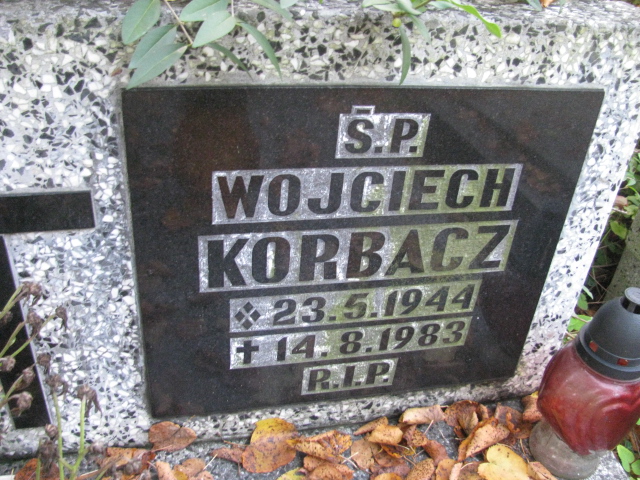 Ś.P.
WOJCIECH
KORBACZ
23.5.1944
✝ 14.8.1983
R.I.P.